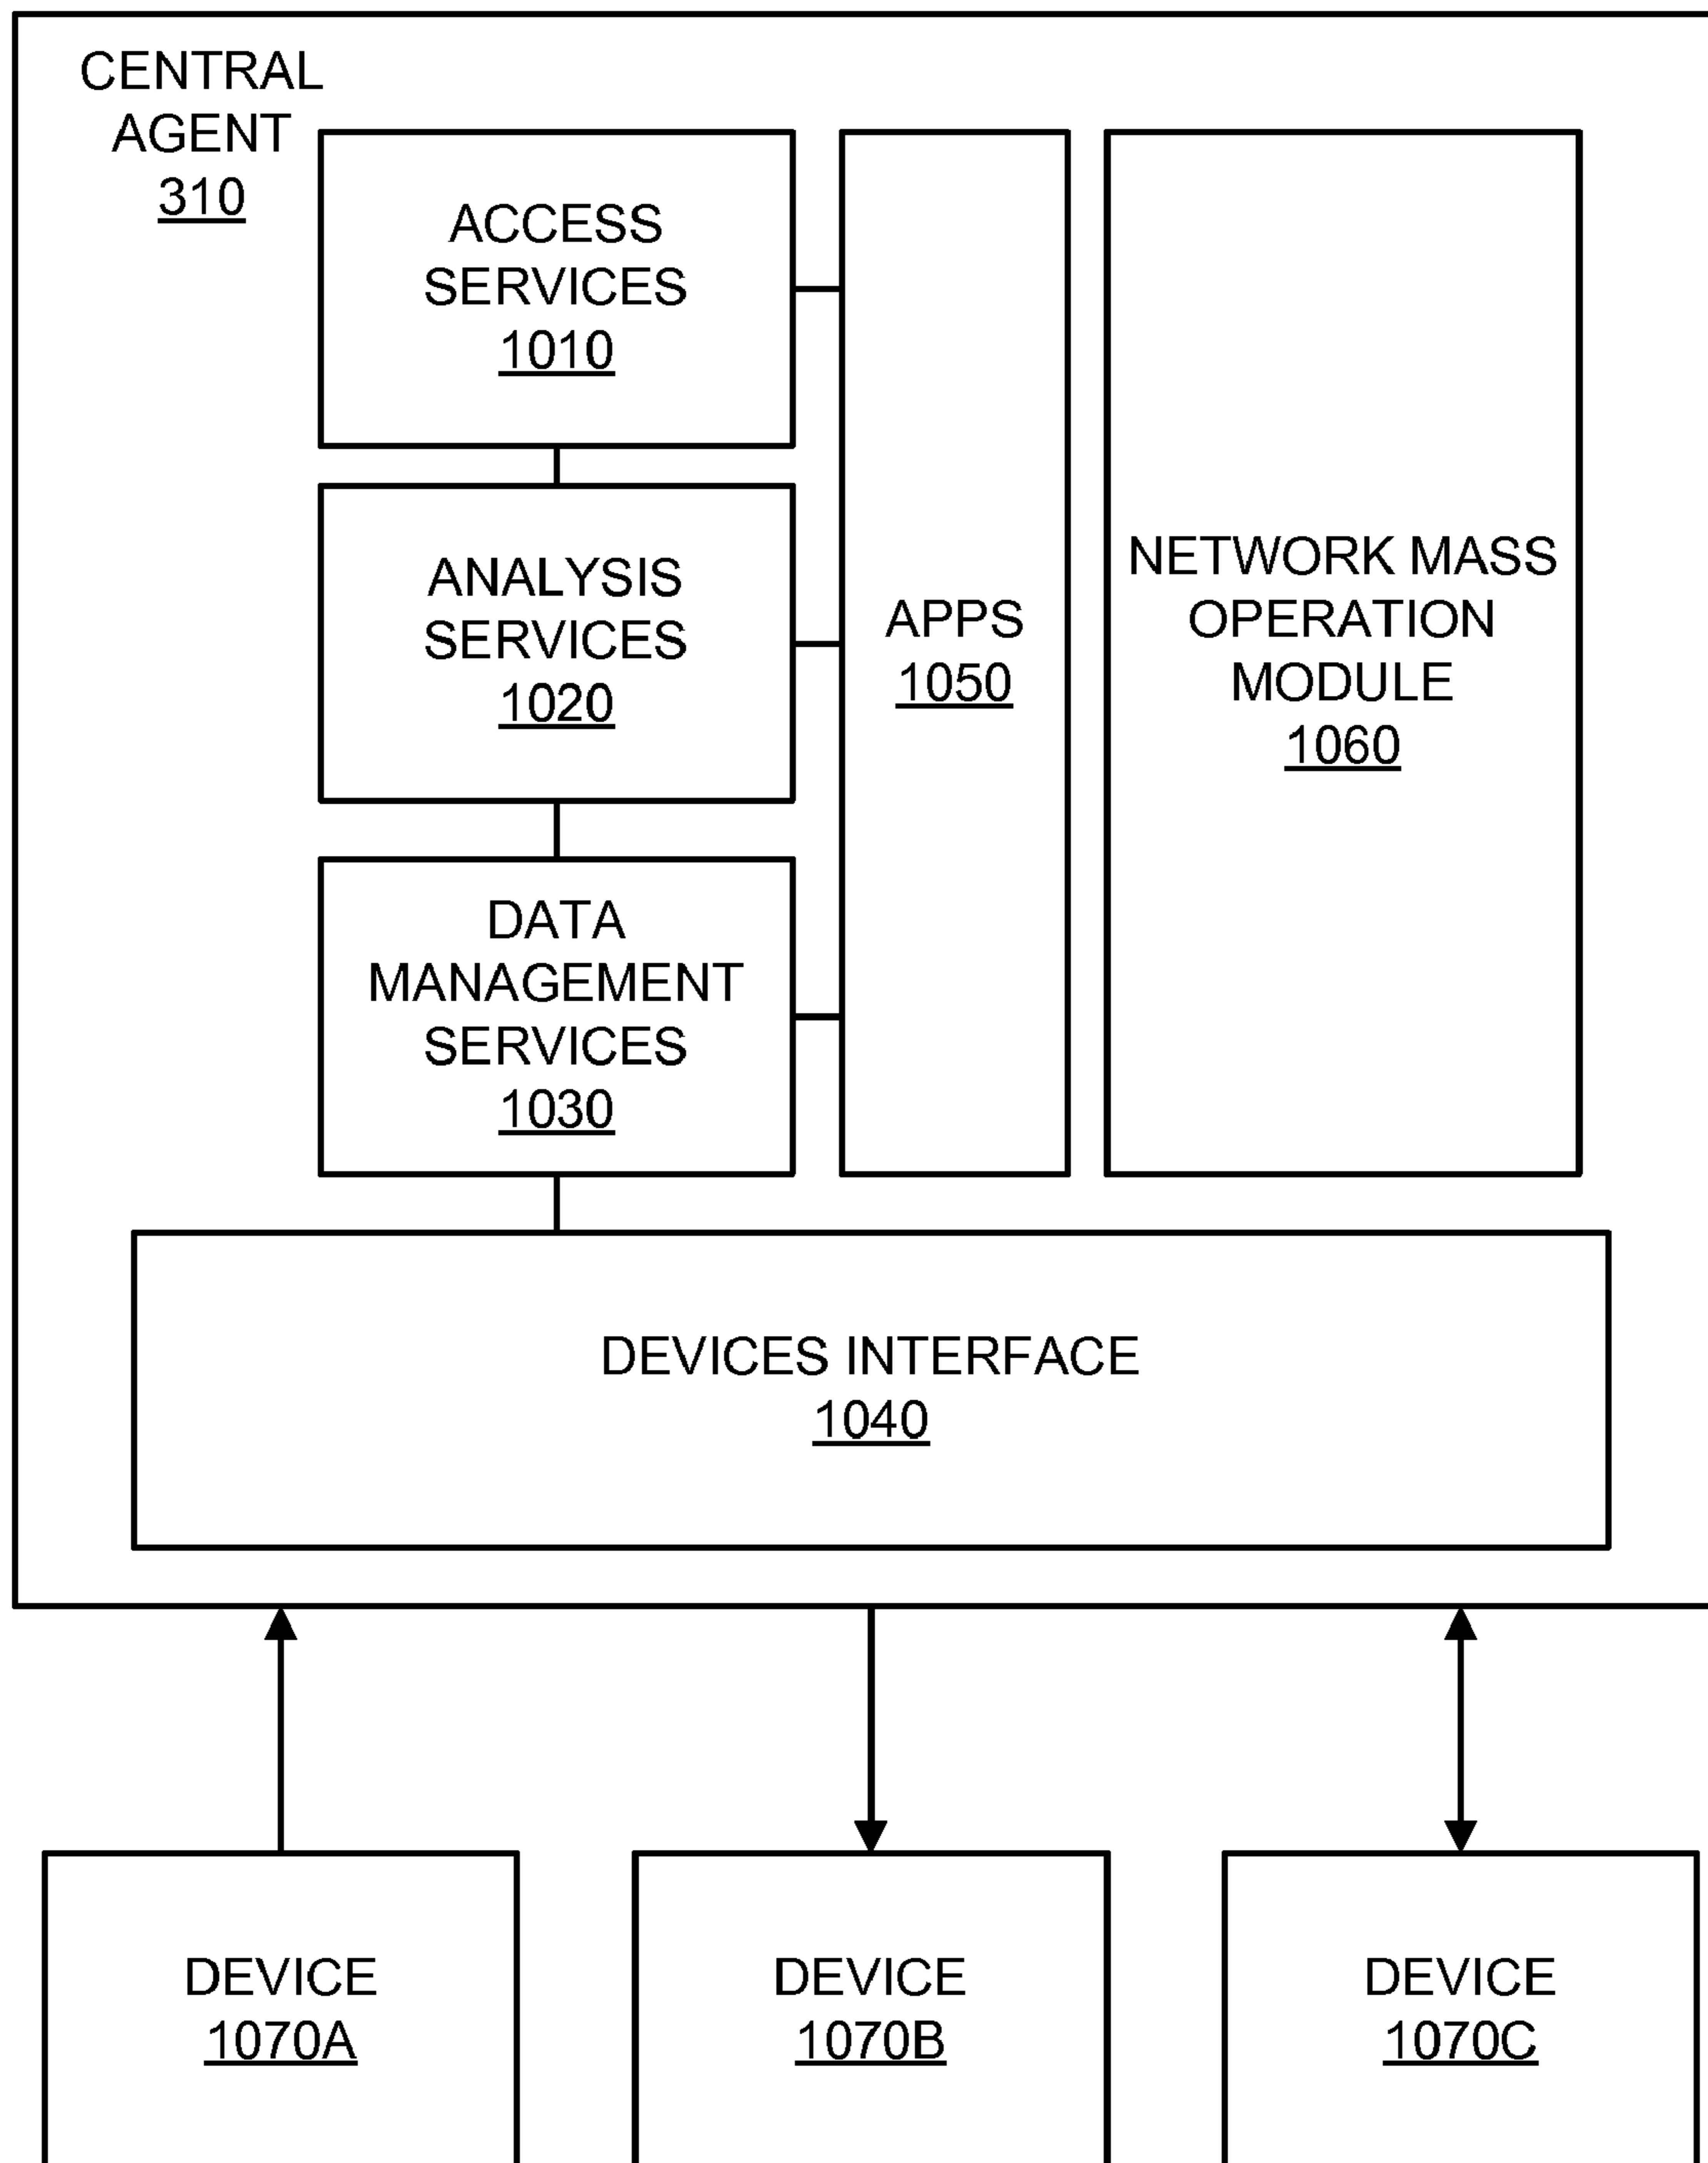 CENTRAL
AGENT
310
ACCESS
SERVICES
1010
ANALYSIS
SERVICES
1020
DATA
MANAGEMENT
SERVICES
1030
APPS
1050
NETWORK MASS
OPERATION
MODULE
1060
DEVICES INTERFACE
1040
DEVICE
1070A
DEVICE
1070B
DEVICE
1070C